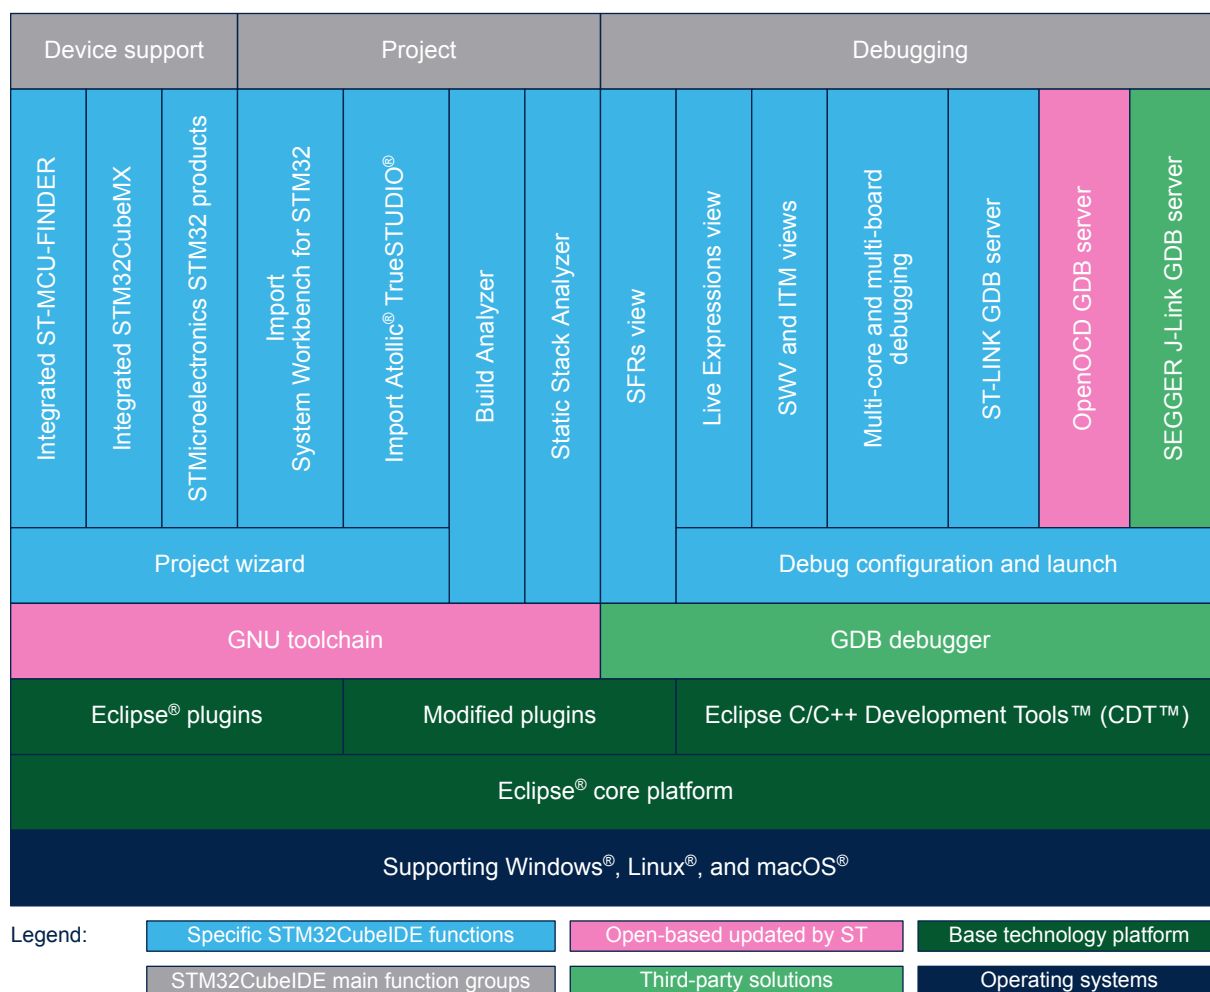 Device support
Project
Debugging
Integrated ST-MCU-FINDER
Integrated STM32CubeMX
STMicroelectronics STM32 products
Import
System Workbench for STM32
Import Atollic® TrueSTUDIO®
Build Analyzer
Static Stack Analyzer
SFRs view
Live Expressions view
SWV and ITM views
Multi-core and multi-board
debugging
ST-LINK GDB server
OpenOCD GDB server
SEGGER J-Link GDB server
Project wizard
Debug configuration and launch
GNU toolchain
GDB debugger
Eclipse® plugins
Modified plugins
Eclipse C/C++ Development Tools™ (CDT™)
Eclipse® core platform
Supporting Windows®, Linux®, and macOS®
Legend:
Specific STM32CubeIDE functions
Open-based updated by ST
Base technology platform
STM32CubeIDE main function groups
Third-party solutions
Operating systems